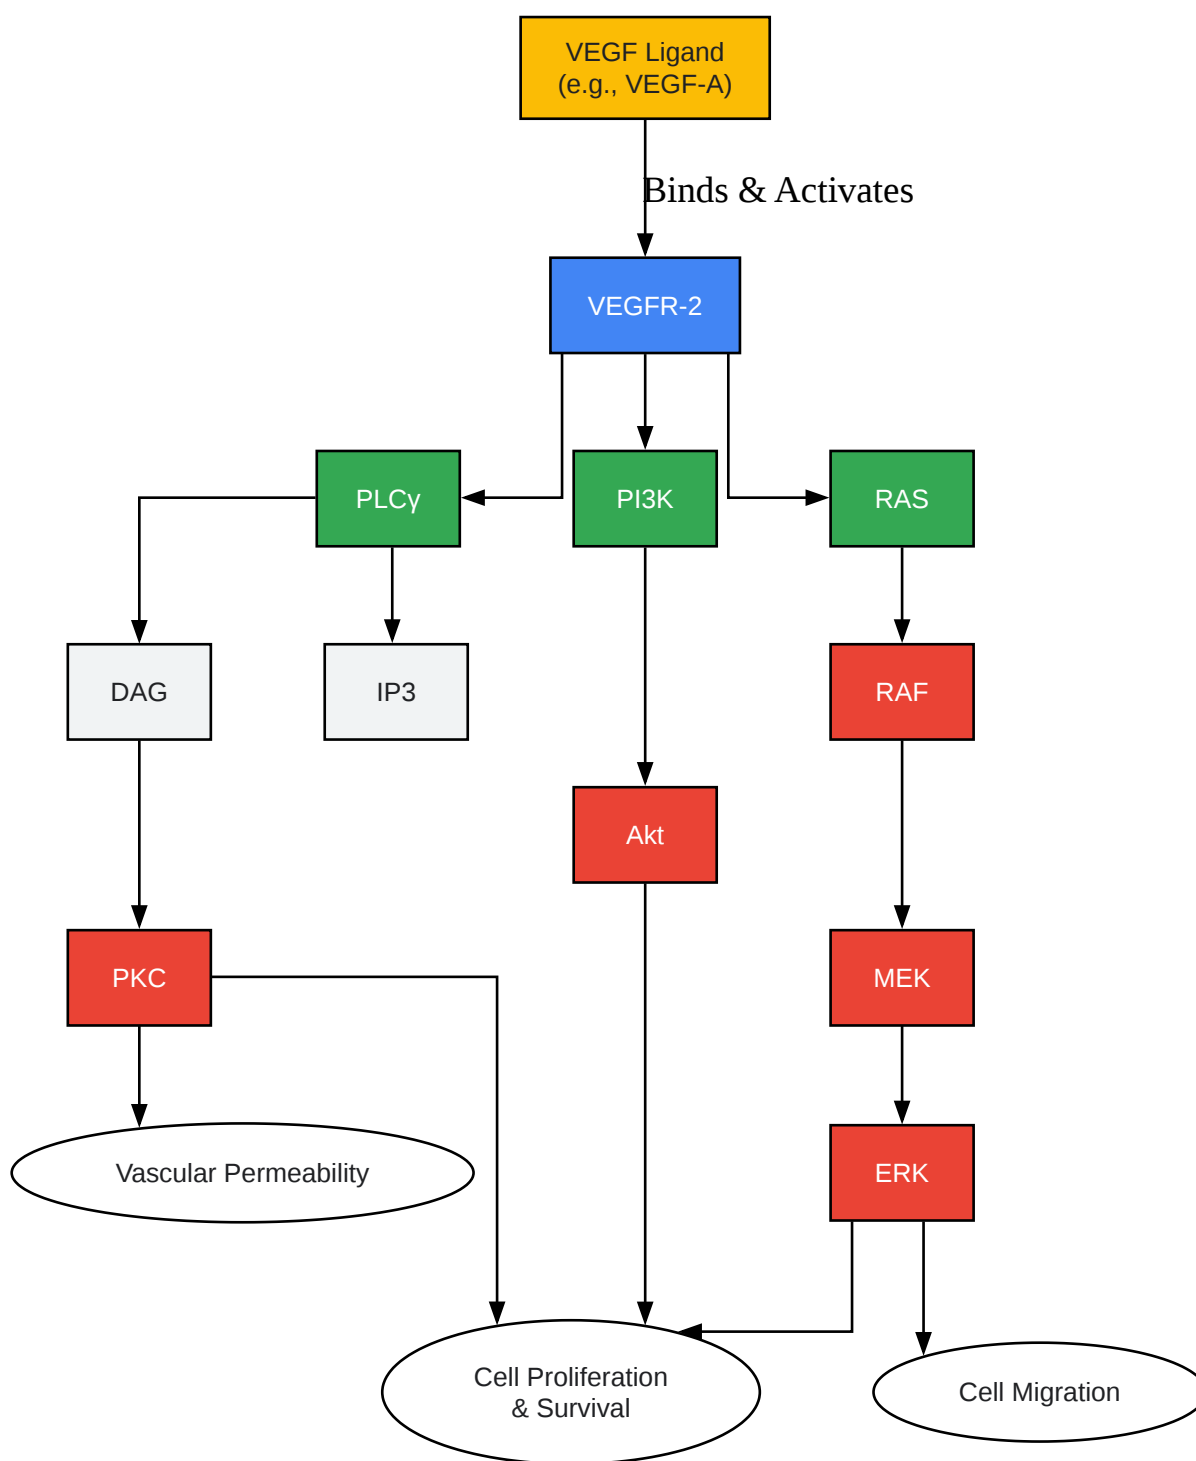 VEGF Ligand
(e.g., VEGF-A)
Binds & Activates
VEGFR-2
PLCγ
PI3K
RAS
DAG
IP3
RAF
Akt
PKC
MEK
Vascular Permeability
ERK
Cell Proliferation
& Survival
Cell Migration